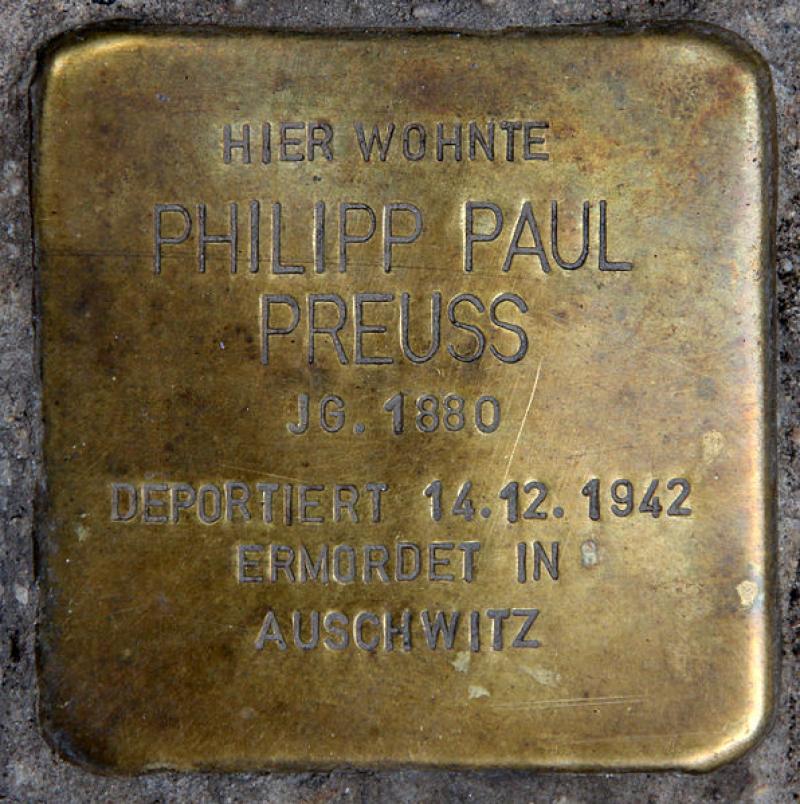 HIER WOHNTE
PHILIPP PAUL
PREUSS
JG. 1880
DEPORTIERT 14.12.1942
ERMORDET IN
AUSCHWITZ